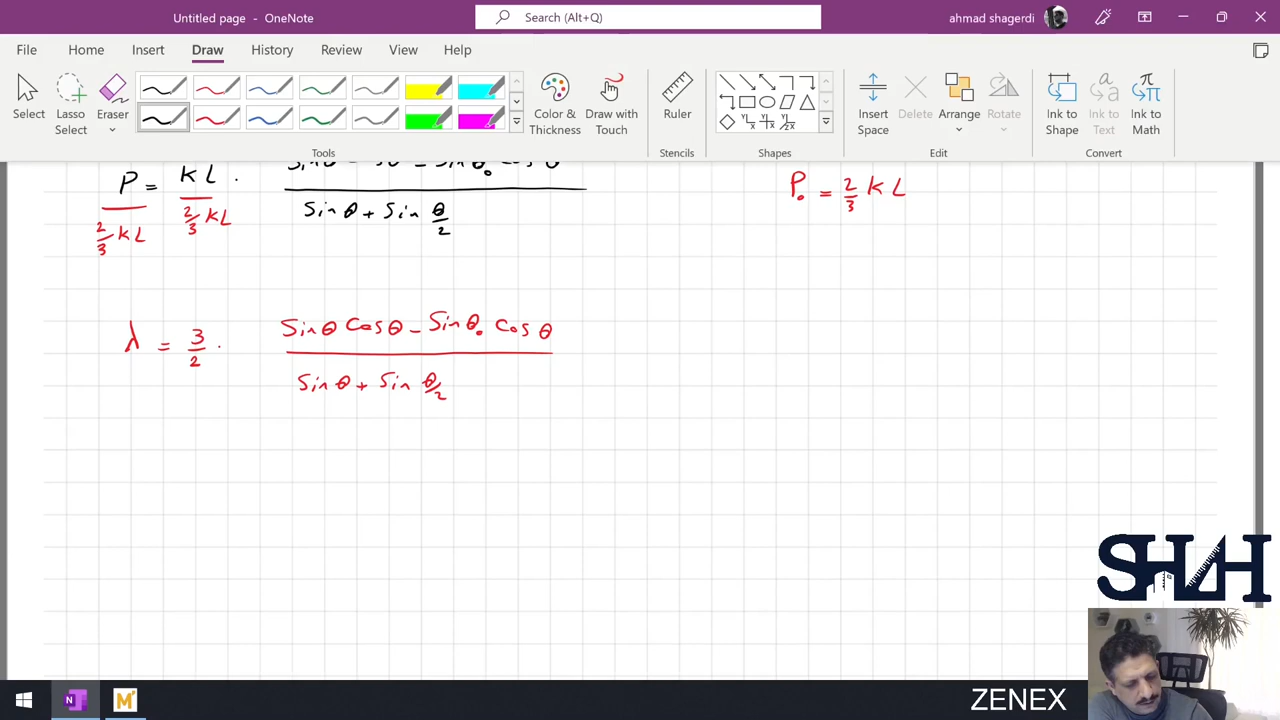 Untitled page - OneNote
Search (Alt+Q)
ahmad shagerdi
File Home Insert Draw History Review View Help
Select
Lasso Select
Eraser
Color & Thickness
Draw with Touch
Ruler
Insert Space
Delete
Arrange
Rotate
Ink to Shape
Ink to Text
Ink to Math
Tools
Stencils
Shapes
Edit
Convert
P = KL .
2/3 KL 2/3 KL
Sin θ + Sin θ/2
P₀ = 2/3 K L
λ = 3/2 . Sin θ Cos θ - Sin θ₀ Cos θ
Sin θ + Sin θ/2
SHLH
ZENEX